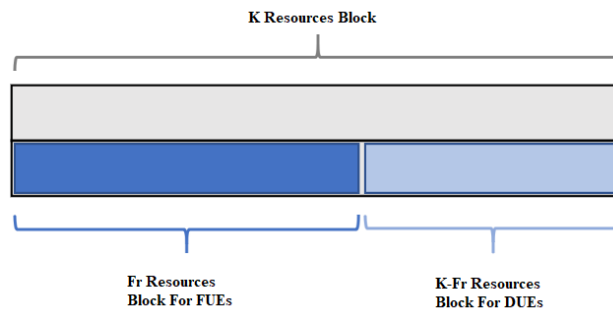 K Resources Block
Fr Resources
Block For FUEs
K-Fr Resources
Block For DUEs